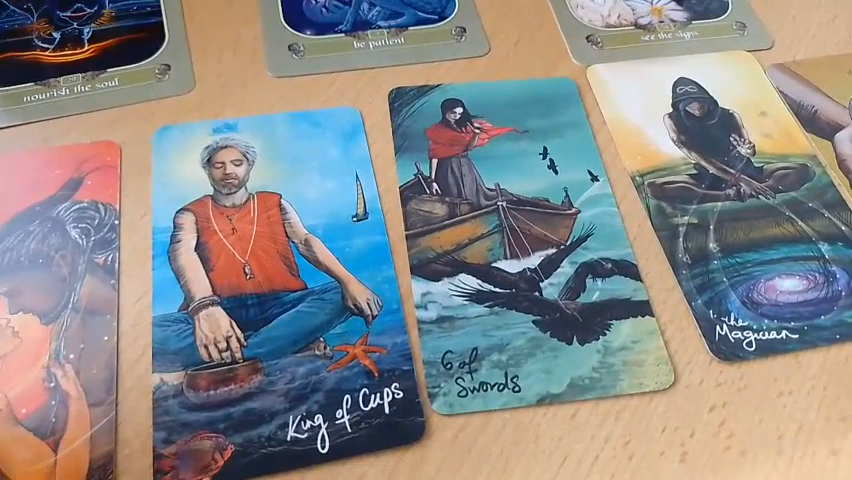 nourish the soul
be patient
see the signs
King of Cups
6 of
Swords
the
Magician